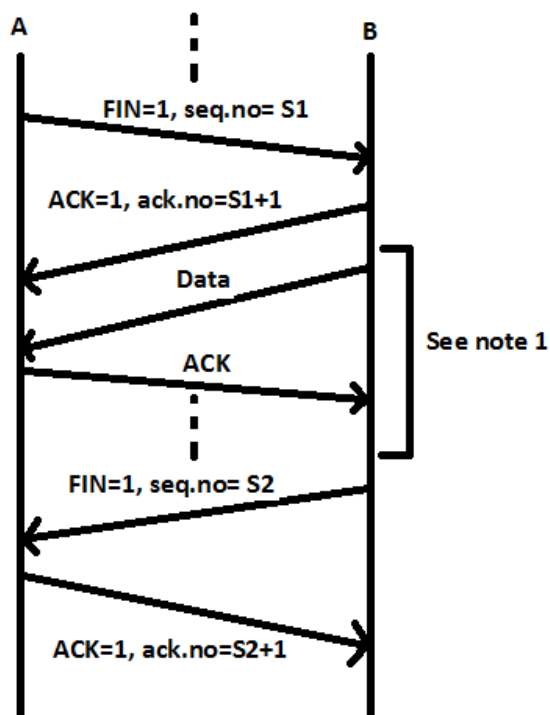 A
B
FIN=1, seq.no= S1
ACK=1, ack.no=S1+1
Data
See note 1
ACK
FIN=1, seq.no= S2
ACK=1, ack.no=S2+1